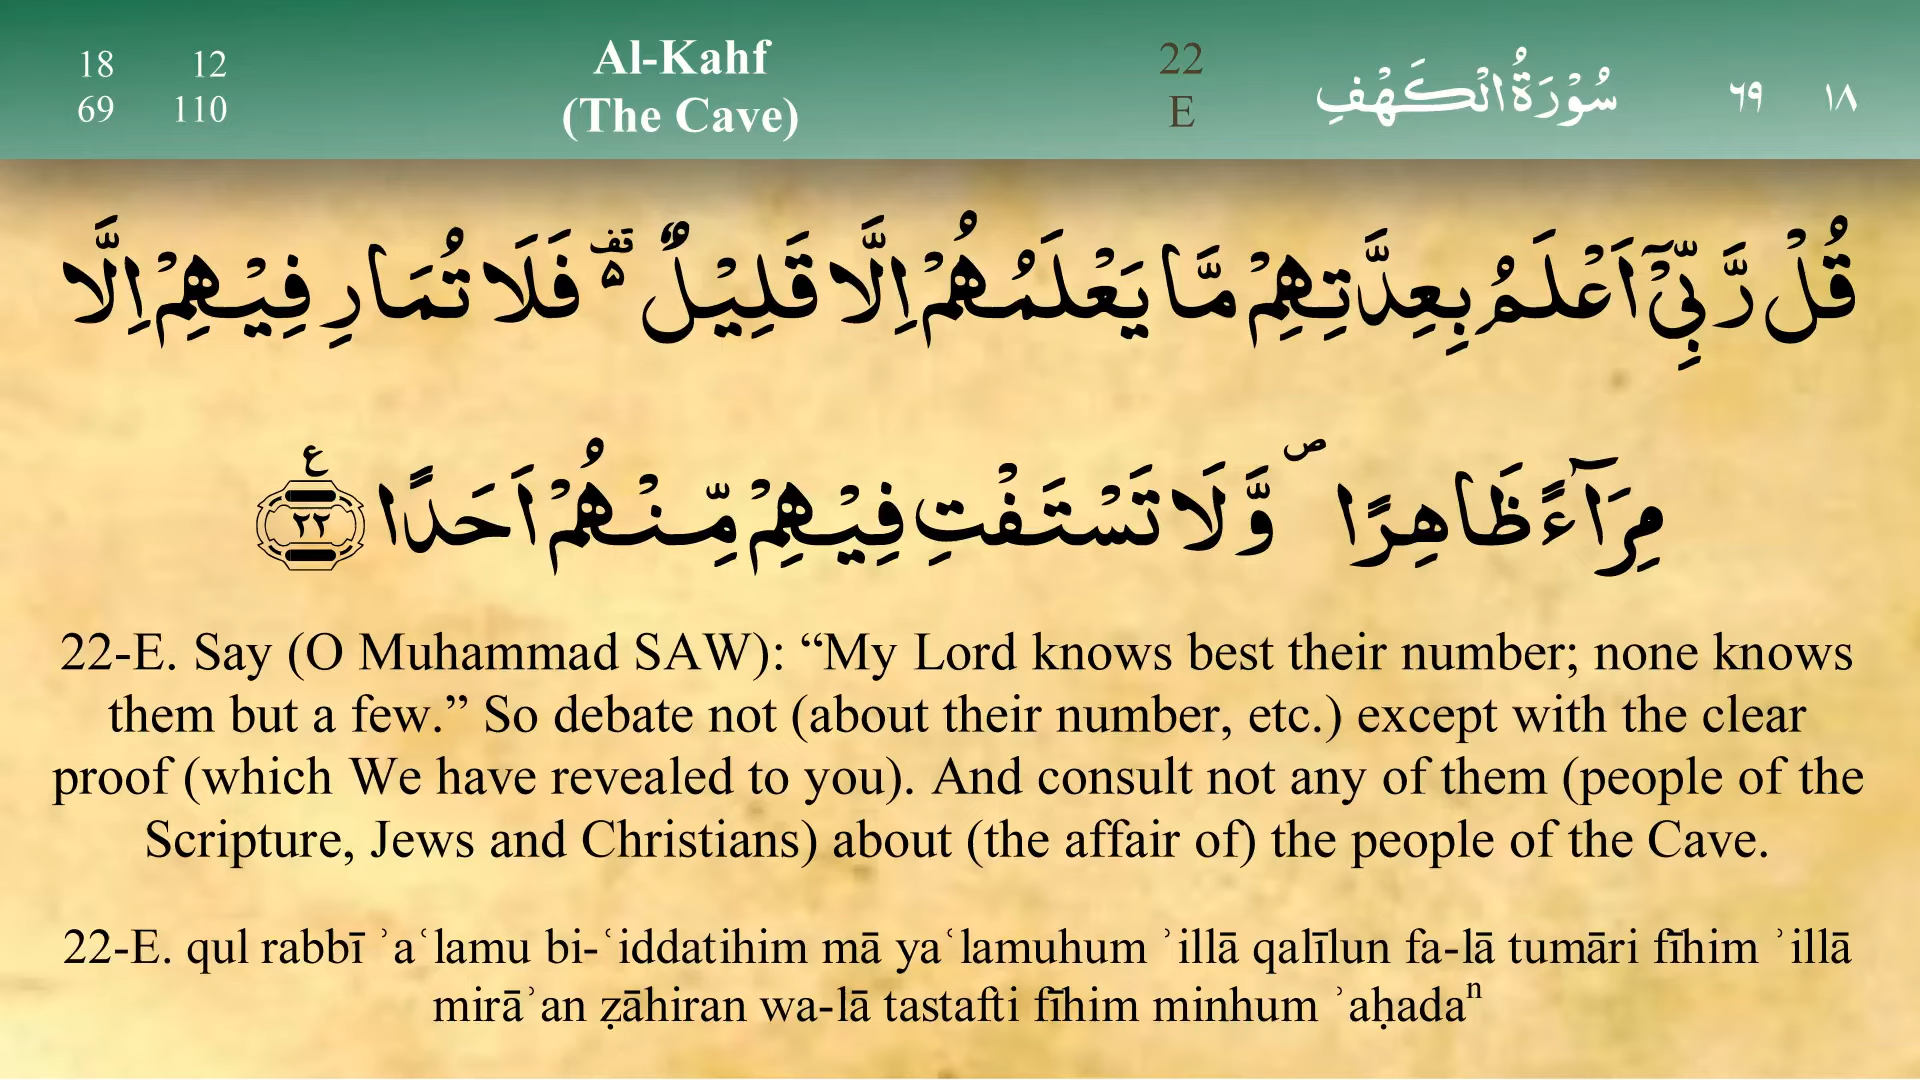 18 12
69 110
Al-Kahf
(The Cave)
22
E
سُوْرَةُ الْكَهْفِ ٦٩ ١٨
قُلْ رَّبِّيْٓ اَعْلَمُ بِعِدَّتِهِمْ مَّا يَعْلَمُهُمْ اِلَّا قَلِيْلٌ ۵ۗ قف فَلَا تُمَارِ فِيْهِمْ اِلَّا
مِرَآءً ظَاهِرًا ص وَّلَا تَسْتَفْتِ فِيْهِمْ مِّنْهُمْ اَحَدًا ع ٢٢
22-E. Say (O Muhammad SAW): “My Lord knows best their number; none knows
them but a few.” So debate not (about their number, etc.) except with the clear
proof (which We have revealed to you). And consult not any of them (people of the
Scripture, Jews and Christians) about (the affair of) the people of the Cave.
22-E. qul rabbī ʾaʿlamu bi-ʿiddatihim mā yaʿlamuhum ʾillā qalīlun fa-lā tumāri fīhim ʾillā
mirāʾan ẓāhiran wa-lā tastafti fīhim minhum ʾaḥadaⁿ